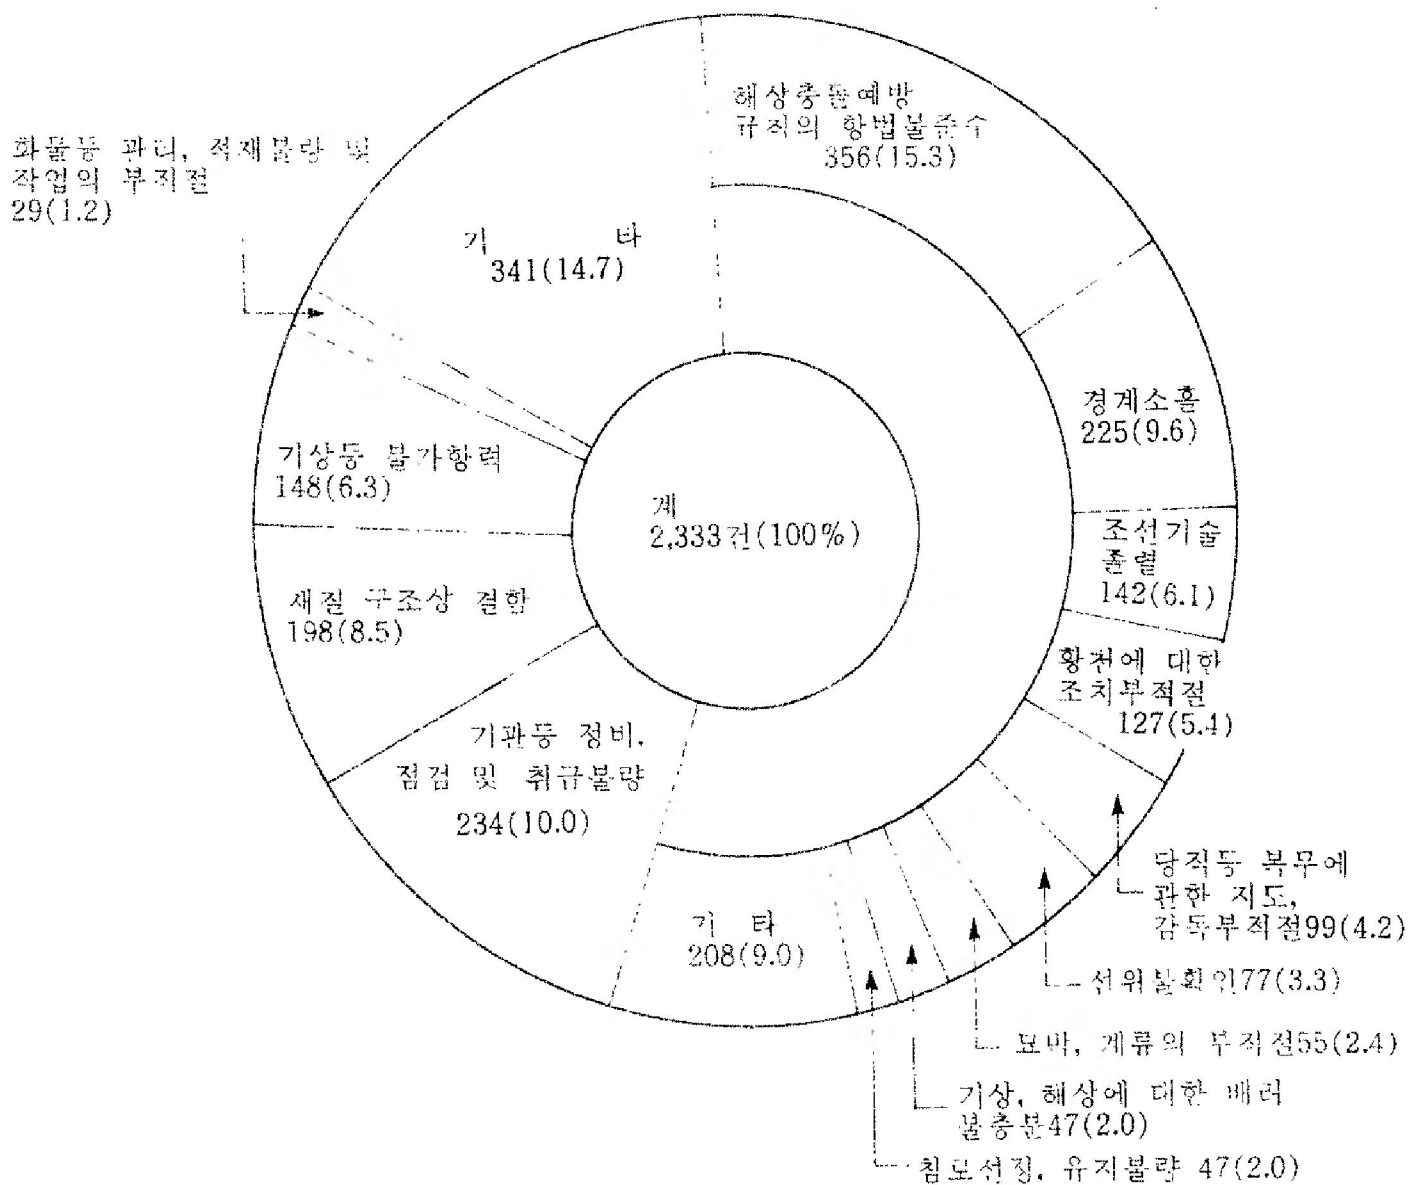 해상충돌예방
규칙의 항법불준수
356(15.3)
화물등 관리, 적재불량 및
작업의 부적절
29(1.2)
기 타
341(14.7)
경계소홀
225(9.6)
기상등 불가항력
148(6.3)
계
2,333건(100%)
조선기술
졸렬
142(6.1)
재질 구조상 결함
198(8.5)
황천에 대한
조치부적절
127(5.4)
기관등 정비,
점검 및 취급불량
234(10.0)
당직등 복무에
관한 지도,
감독부적절99(4.2)
기 타
208(9.0)
선위불확인77(3.3)
묘박, 계류의 부적절55(2.4)
기상, 해상에 대한 배려
불충분47(2.0)
침로선정, 유지불량 47(2.0)